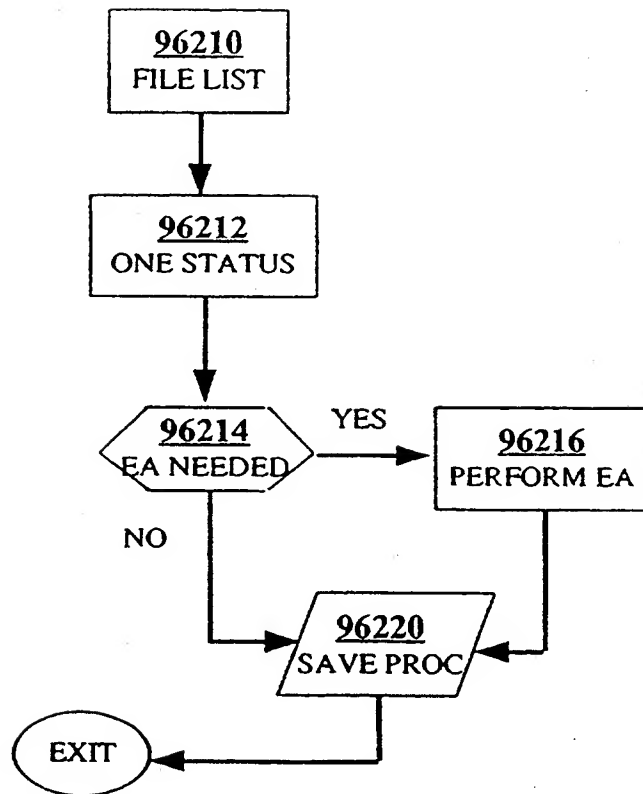 96210
FILE LIST
96212
ONE STATUS
96214
EA NEEDED
YES
96216
PERFORM EA
NO
96220
SAVE PROC
EXIT